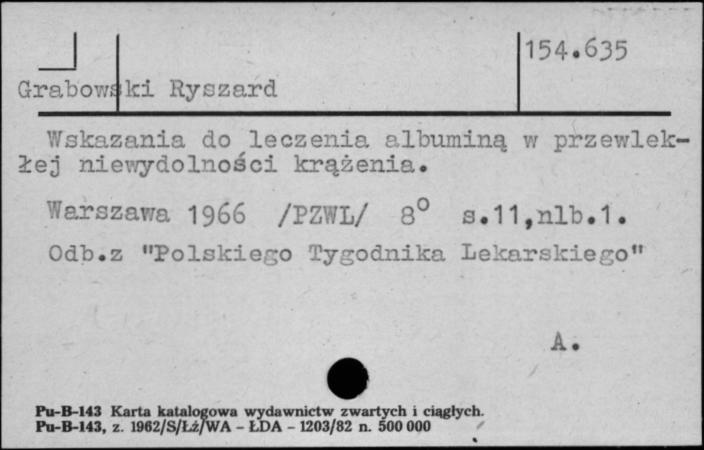 154.635
Grabowski Ryszard
Wskazania do leczenia albuminą w przewlek-
łej niewydolności krążenia.
Warszawa 1966 /PZWL/ 8° s.11,nlb.1.
Odb.z "Polskiego Tygodnika Lekarskiego"
A.
Pu-B-143 Karta katalogowa wydawnictw zwartych i ciągłych.
Pu-B-143, z. 1962/S/Łż/WA - ŁDA - 1203/82 n. 500 000